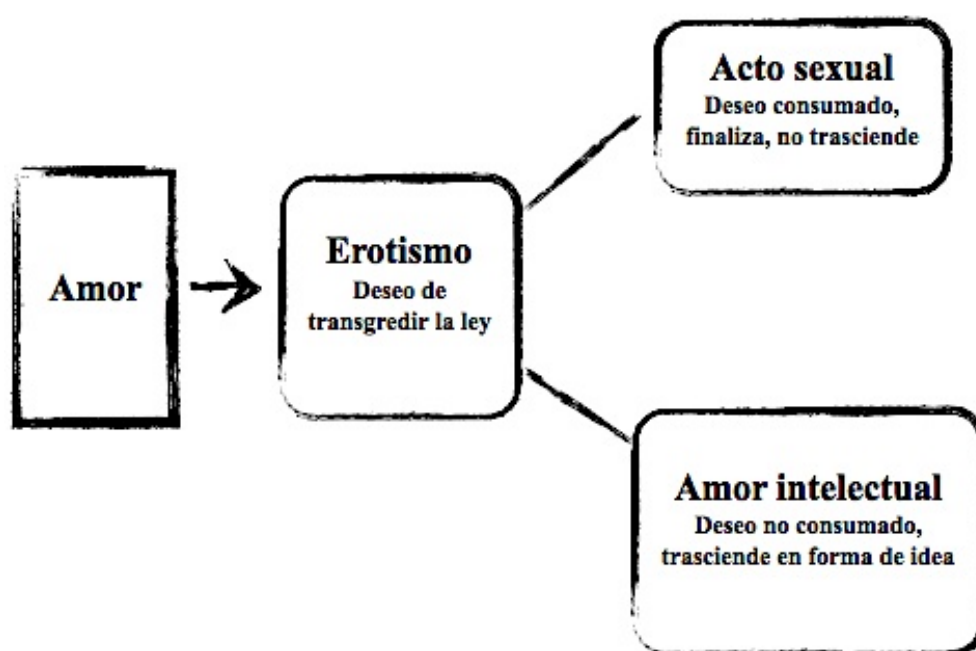 Amor
Erotismo
Deseo de
transgredir la ley
Acto sexual
Deseo consumado,
finaliza, no trasciende
Amor intelectual
Deseo no consumado,
trasciende en forma de idea